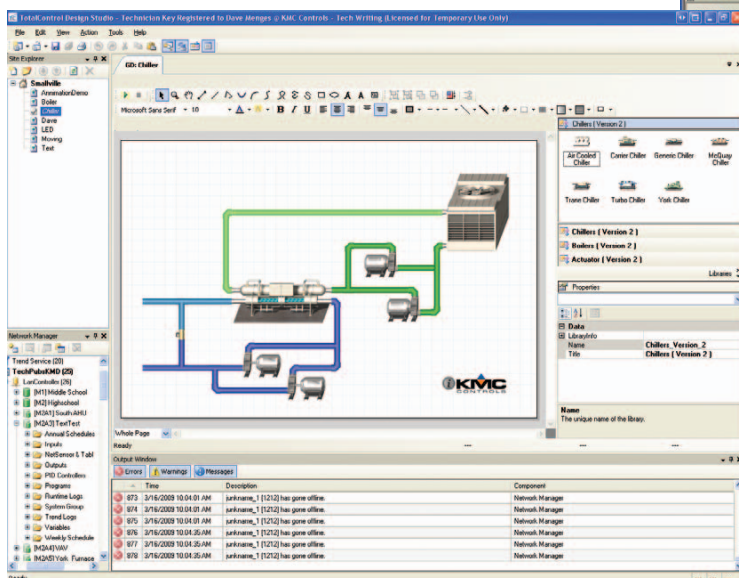 TotalControl Design Studio - Technician Key Registered to Dave Menges @ KMC Controls - Tech Writing (Licensed for Temporary Use Only)
File Edit View Action Tools Help
Site Explorer
GD: Chiller
Smallville
AnnimationDemo
Boiler
Chiller
Dave
LED
Moving
Text
Microsoft Sans Serif 10
B I U
Chillers ( Version 2 )
Air Cooled Chiller
Carrier Chiller
Generic Chiller
McQuay Chiller
Trane Chiller
Turbo Chiller
York Chiller
Chillers ( Version 2 )
Boilers ( Version 2 )
Actuator ( Version 2 )
Libraries
Properties
Data
LibraryInfo
Name Chillers_Version_2
Title Chillers ( Version 2 )
Name
The unique name of the library.
KMC
CONTROLS
Whole Page
Ready
Network Manager
Trend Service (20)
TechPubsKMD (29)
LanController (26)
[M1] Middle School
[M2] Highschool
[M2A1] South AHU
[M2A3] TextTest
Annual Schedules
Inputs
NetSensor & Tabl
Outputs
PID Controllers
Programs
Runtime Logs
System Group
Trend Logs
Variables
Weekly Schedule
[M2A4] VAV
[M2A5] York Furnace
Output Window
Errors Warnings Messages
Time Description Component
873 3/16/2009 10:04:01 AM junkname_1 [1212] has gone offline. Network Manager
874 3/16/2009 10:04:01 AM junkname_1 [1212] has gone offline. Network Manager
875 3/16/2009 10:04:01 AM junkname_1 [1212] has gone offline. Network Manager
876 3/16/2009 10:04:35 AM junkname_1 [1212] has gone offline. Network Manager
877 3/16/2009 10:04:35 AM junkname_1 [1212] has gone offline. Network Manager
878 3/16/2009 10:04:35 AM junkname_1 [1212] has gone offline. Network Manager